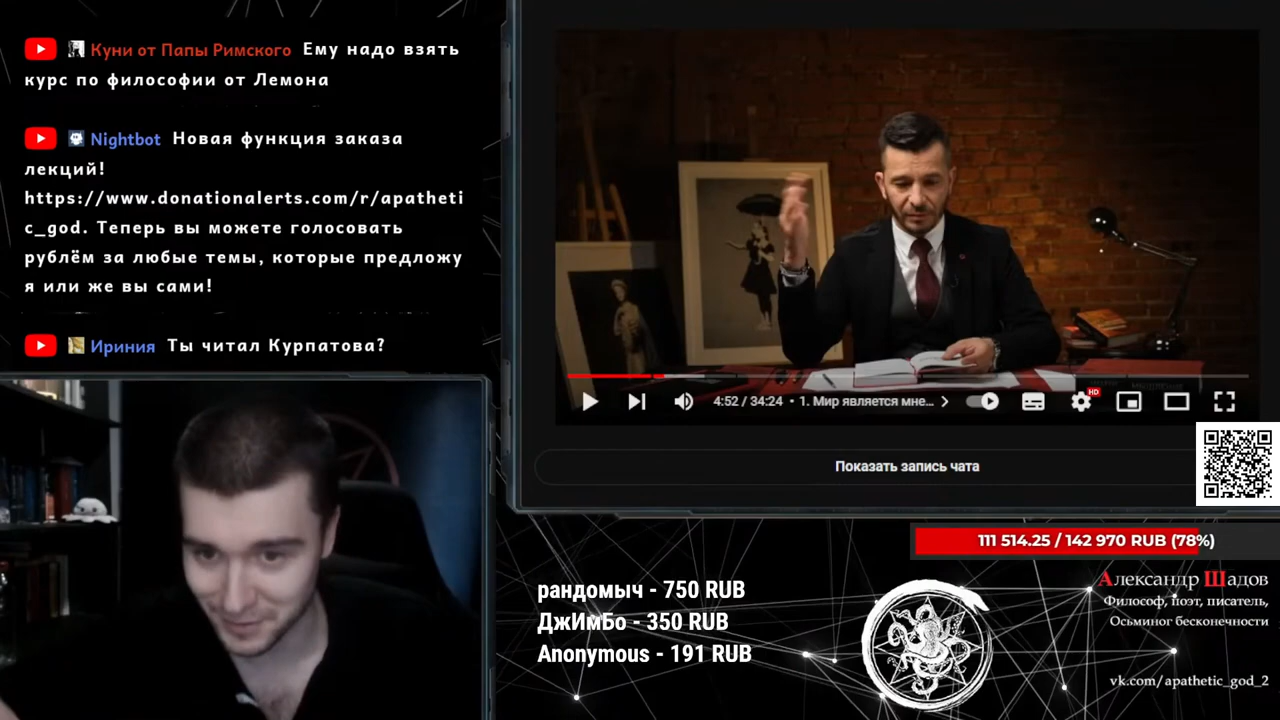 Куни от Папы Римского Ему надо взять
курс по философии от Лемона
Nightbot Новая функция заказа
лекций!
https://www.donationalerts.com/r/apatheti
c_god. Теперь вы можете голосовать
рублём за любые темы, которые предложу
я или же вы сами!
Ириния Ты читал Курпатова?
4:52 / 34:24 • 1. Мир является мне...
HD
Показать запись чата
111 514.25 / 142 970 RUB (78%)
рандомыч - 750 RUB
ДжИмБо - 350 RUB
Anonymous - 191 RUB
Александр Шадов
Философ, поэт, писатель,
Осьминог бесконечности
vk.com/apathetic_god_2